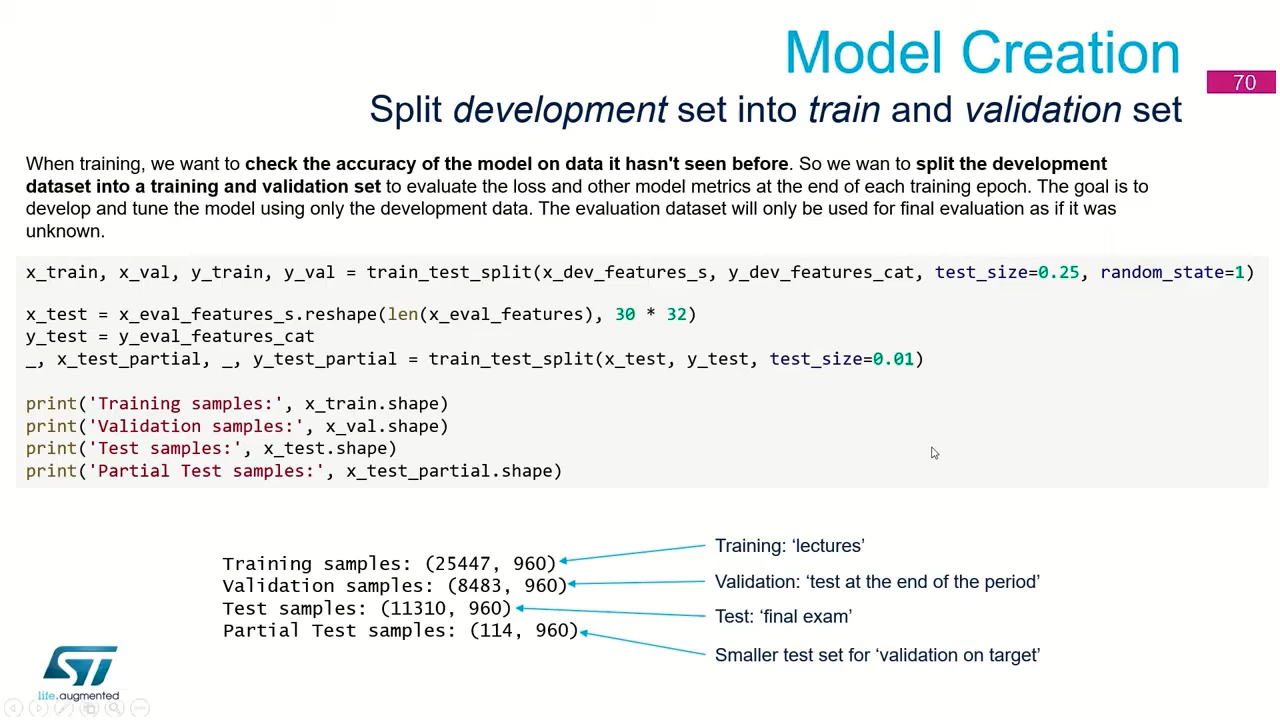 Model Creation
70
Split development set into train and validation set
When training, we want to check the accuracy of the model on data it hasn't seen before. So we wan to split the development
dataset into a training and validation set to evaluate the loss and other model metrics at the end of each training epoch. The goal is to
develop and tune the model using only the development data. The evaluation dataset will only be used for final evaluation as if it was
unknown.
x_train, x_val, y_train, y_val = train_test_split(x_dev_features_s, y_dev_features_cat, test_size=0.25, random_state=1)
x_test = x_eval_features_s.reshape(len(x_eval_features), 30 * 32)
y_test = y_eval_features_cat
_, x_test_partial, _, y_test_partial = train_test_split(x_test, y_test, test_size=0.01)
print('Training samples:', x_train.shape)
print('Validation samples:', x_val.shape)
print('Test samples:', x_test.shape)
print('Partial Test samples:', x_test_partial.shape)
Training samples: (25447, 960)
Validation samples: (8483, 960)
Test samples: (11310, 960)
Partial Test samples: (114, 960)
Training: ‘lectures’
Validation: ‘test at the end of the period’
Test: ‘final exam’
Smaller test set for ‘validation on target’
ST
life.augmented